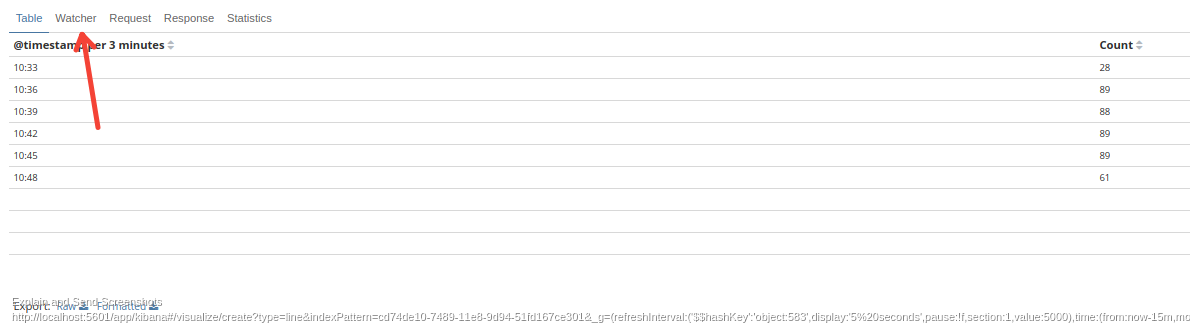 Table Watcher Request Response Statistics
@timestamp per 3 minutes Count
10:33 28
10:36 89
10:39 88
10:42 89
10:45 89
10:48 61
Explain and Send Screenshots
Export: Raw Formatted
http://localhost:5601/app/kibana#/visualize/create?type=line&indexPattern=cd74de10-7489-11e8-9d94-51fd167ce301&_g=(refreshInterval:('$$hashKey':'object:583',display:'5%20seconds',pause:!f,section:1,value:5000),time:(from:now-15m,mo